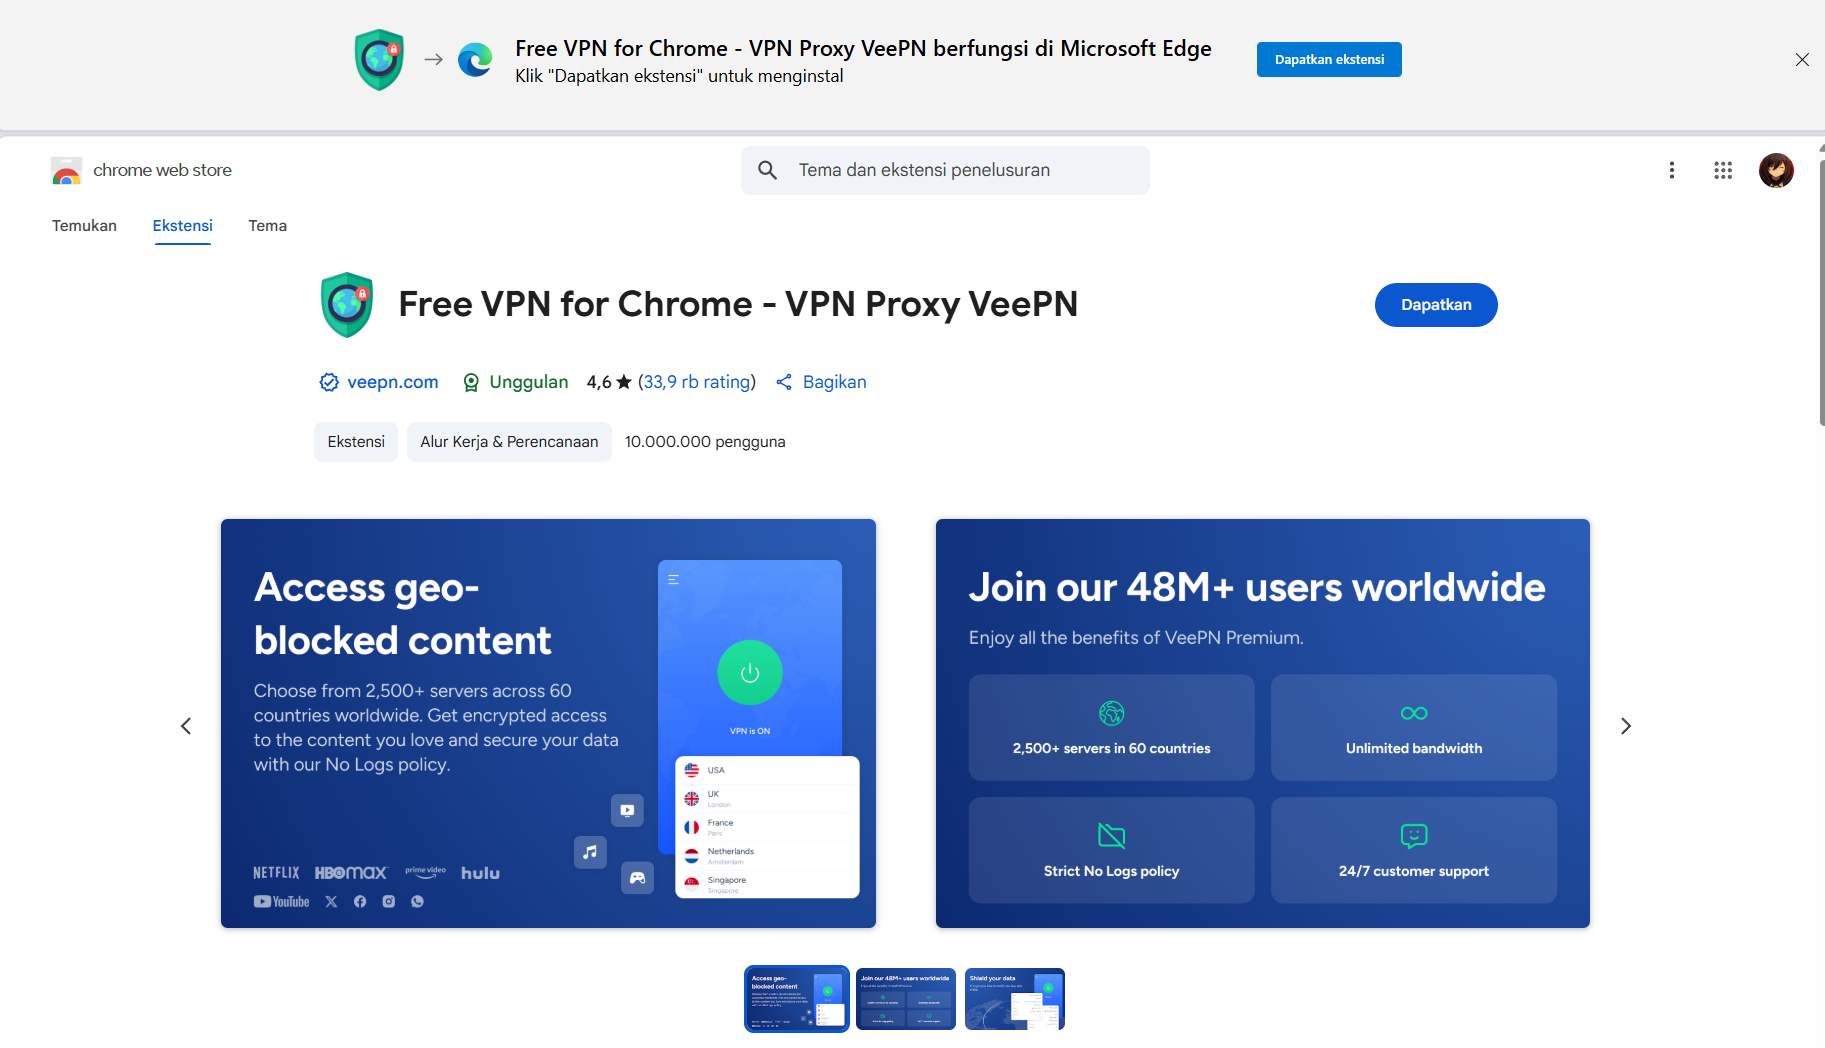 Free VPN for Chrome - VPN Proxy VeePN berfungsi di Microsoft Edge
Klik "Dapatkan ekstensi" untuk menginstal
Dapatkan ekstensi
chrome web store
Tema dan ekstensi penelusuran
Temukan
Ekstensi
Tema
Free VPN for Chrome - VPN Proxy VeePN
Dapatkan
veepn.com
Unggulan
4,6 ★ (33,9 rb rating)
Bagikan
Ekstensi
Alur Kerja & Perencanaan
10.000.000 pengguna
Access geo-
blocked content
Choose from 2,500+ servers across 60
countries worldwide. Get encrypted access
to the content you love and secure your data
with our No Logs policy.
NETFLIX HBOMAX prime video hulu
YouTube
VPN is ON
USA
UK
London
France
Paris
Netherlands
Amsterdam
Singapore
Singapore
Join our 48M+ users worldwide
Enjoy all the benefits of VeePN Premium.
2,500+ servers in 60 countries
Unlimited bandwidth
Strict No Logs policy
24/7 customer support
Access geo-
blocked content
Join our 48M+ users worldwide
Shield your data